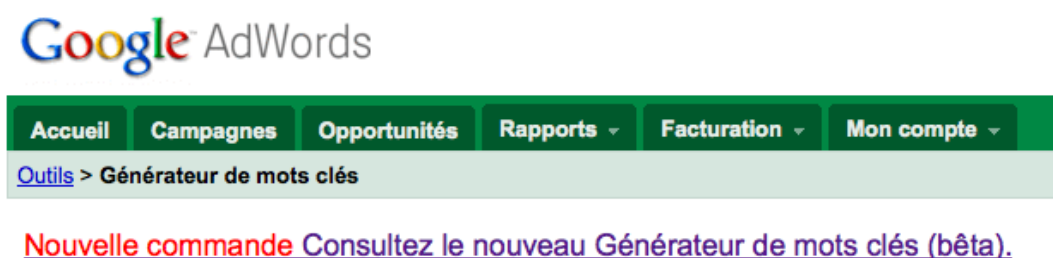 Google AdWords
Accueil Campagnes Opportunités Rapports Facturation Mon compte
Outils > Générateur de mots clés
Nouvelle commande Consultez le nouveau Générateur de mots clés (bêta).